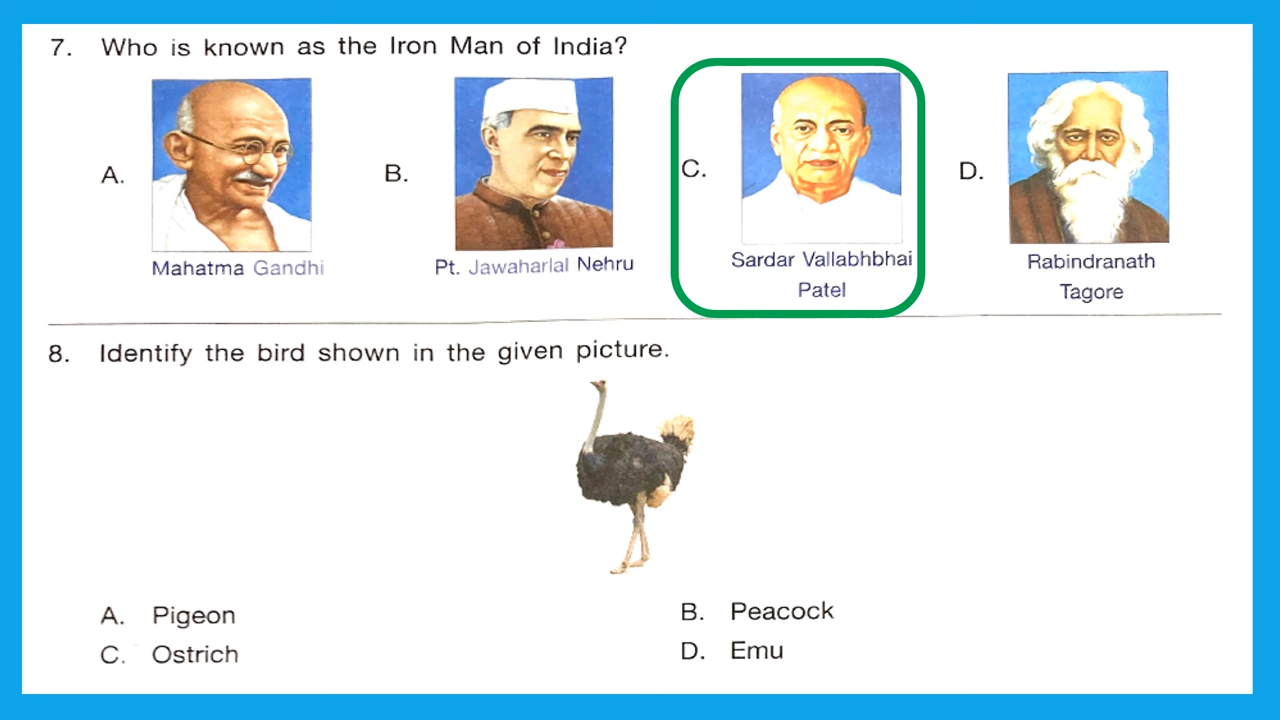 7. Who is known as the Iron Man of India?
A. B. C. D.
Mahatma Gandhi Pt. Jawaharlal Nehru Sardar Vallabhbhai Patel Rabindranath Tagore
8. Identify the bird shown in the given picture.
A. Pigeon B. Peacock
C. Ostrich D. Emu